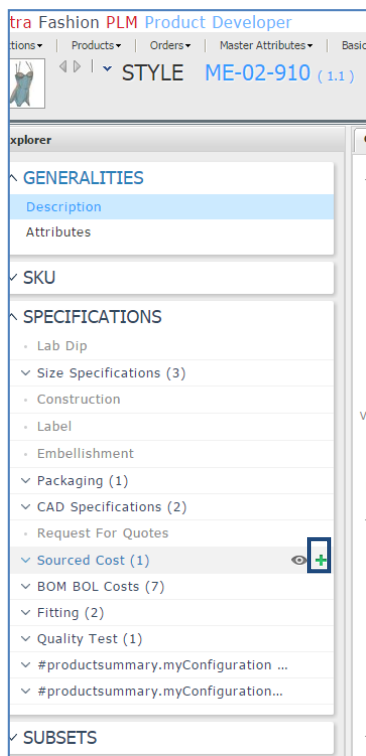 tra Fashion PLM Product Developer
tions Products Orders Master Attributes Basic
STYLE ME-02-910 ( 1.1 )
xplorer
GENERALITIES
Description
Attributes
SKU
SPECIFICATIONS
Lab Dip
Size Specifications (3)
Construction
Label
Embellishment
Packaging (1)
CAD Specifications (2)
Request For Quotes
Sourced Cost (1)
BOM BOL Costs (7)
Fitting (2)
Quality Test (1)
#productsummary.myConfiguration ...
#productsummary.myConfiguration...
SUBSETS